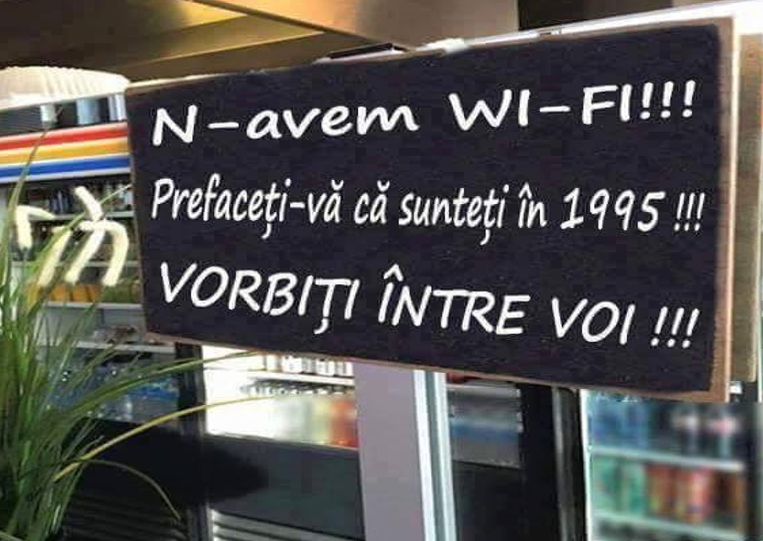 N-avem WI-FI!!!
Prefaceți-vă că sunteți în 1995 !!!
VORBIȚI ÎNTRE VOI !!!